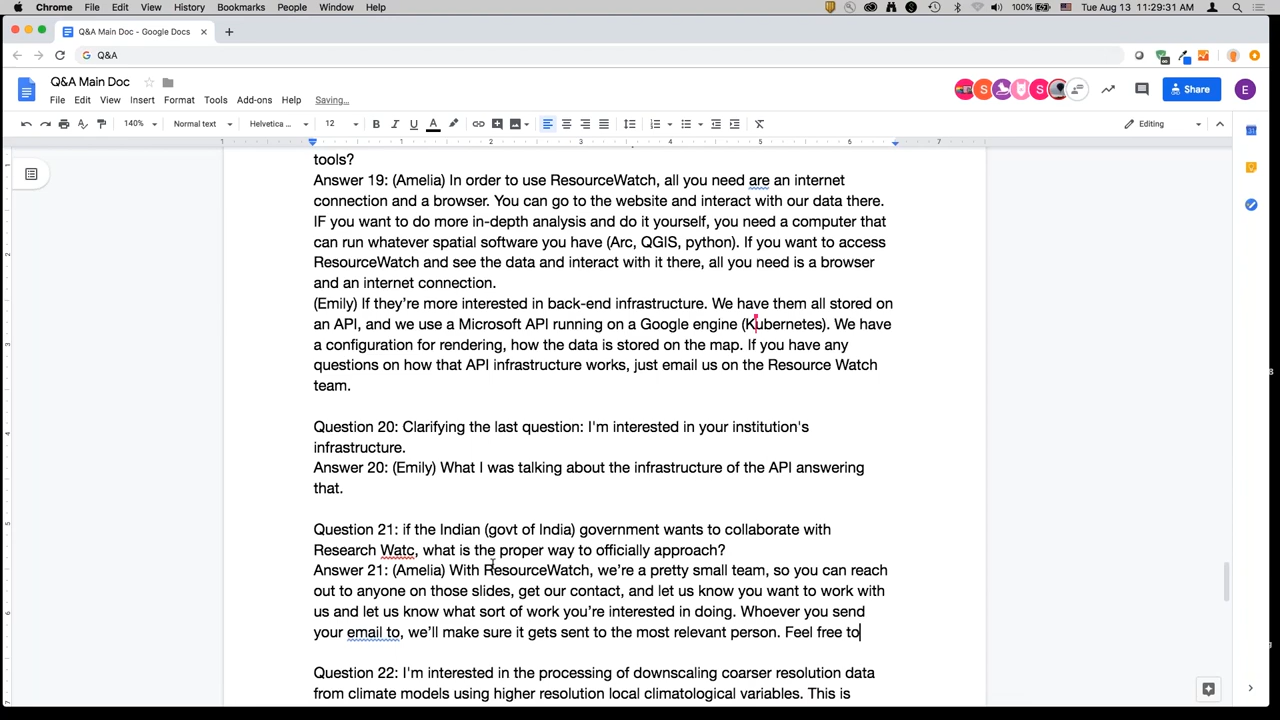 Chrome File Edit View History Bookmarks People Window Help 100% Tue Aug 13 11:29:31 AM
Q&A Main Doc - Google Docs
Q&A
Q&A Main Doc
File Edit View Insert Format Tools Add-ons Help Saving...
S S Share E
140% Normal text Helvetica ... 12 B I U A Editing
1 1 2 3 4 5 6 7
tools?
Answer 19: (Amelia) In order to use ResourceWatch, all you need are an internet
connection and a browser. You can go to the website and interact with our data there.
IF you want to do more in-depth analysis and do it yourself, you need a computer that
can run whatever spatial software you have (Arc, QGIS, python). If you want to access
ResourceWatch and see the data and interact with it there, all you need is a browser
and an internet connection.
(Emily) If they're more interested in back-end infrastructure. We have them all stored on
an API, and we use a Microsoft API running on a Google engine (Kubernetes). We have
a configuration for rendering, how the data is stored on the map. If you have any
questions on how that API infrastructure works, just email us on the Resource Watch
team.
Question 20: Clarifying the last question: I'm interested in your institution's
infrastructure.
Answer 20: (Emily) What I was talking about the infrastructure of the API answering
that.
Question 21: if the Indian (govt of India) government wants to collaborate with
Research Watc, what is the proper way to officially approach?
Answer 21: (Amelia) With ResourceWatch, we're a pretty small team, so you can reach
out to anyone on those slides, get our contact, and let us know you want to work with
us and let us know what sort of work you're interested in doing. Whoever you send
your email to, we'll make sure it gets sent to the most relevant person. Feel free to
Question 22: I'm interested in the processing of downscaling coarser resolution data
from climate models using higher resolution local climatological variables. This is